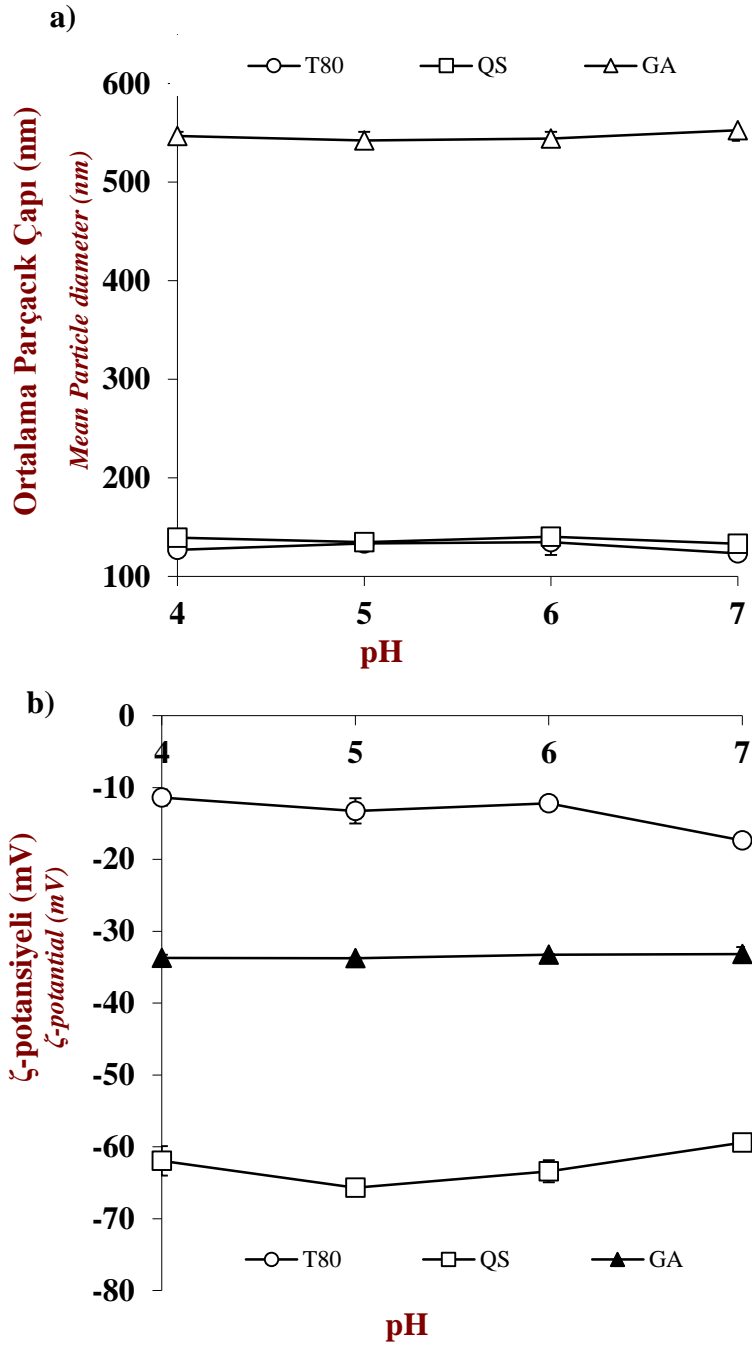 a)
T80 QS GA
600
500
400
300
200
100
4 5 6 7
pH
Ortalama Parçacık Çapı (nm)
Mean Particle diameter (nm)
b)
0
-10
-20
-30
-40
-50
-60
-70
-80
4 5 6 7
ζ-potansiyeli (mV)
ζ-potantial (mV)
T80 QS GA
pH